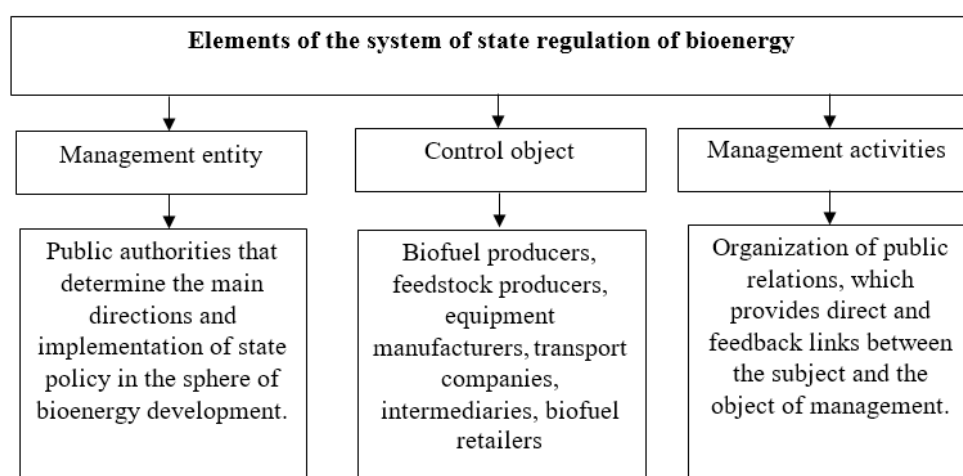 Elements of the system of state regulation of bioenergy
Management entity
Control object
Management activities
Public authorities that
determine the main
directions and
implementation of state
policy in the sphere of
bioenergy development.
Biofuel producers,
feedstock producers,
equipment
manufacturers, transport
companies,
intermediaries, biofuel
retailers
Organization of public
relations, which
provides direct and
feedback links between
the subject and the
object of management.